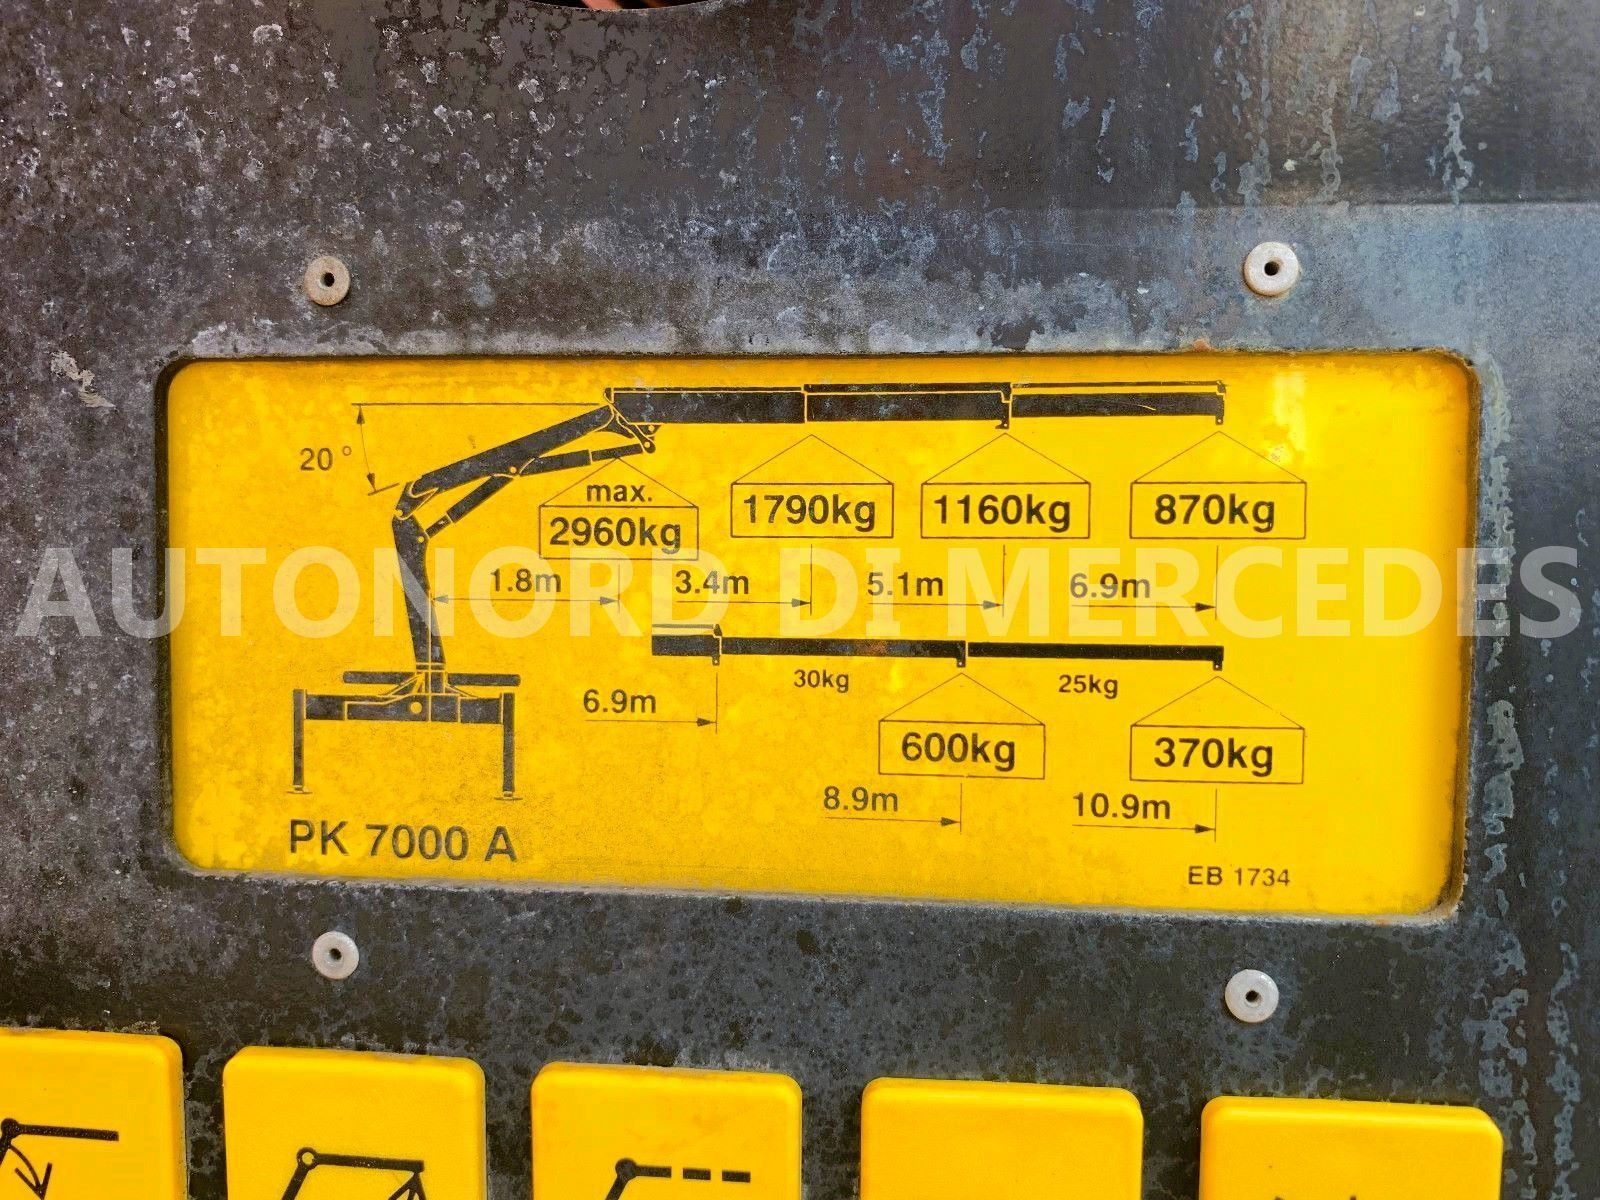 20°
max.
2960kg
1790kg
1160kg
870kg
1.8m
3.4m
5.1m
6.9m
AUTONORD DI MERCEDES
30kg
25kg
6.9m
600kg
370kg
8.9m
10.9m
PK 7000 A
EB 1734